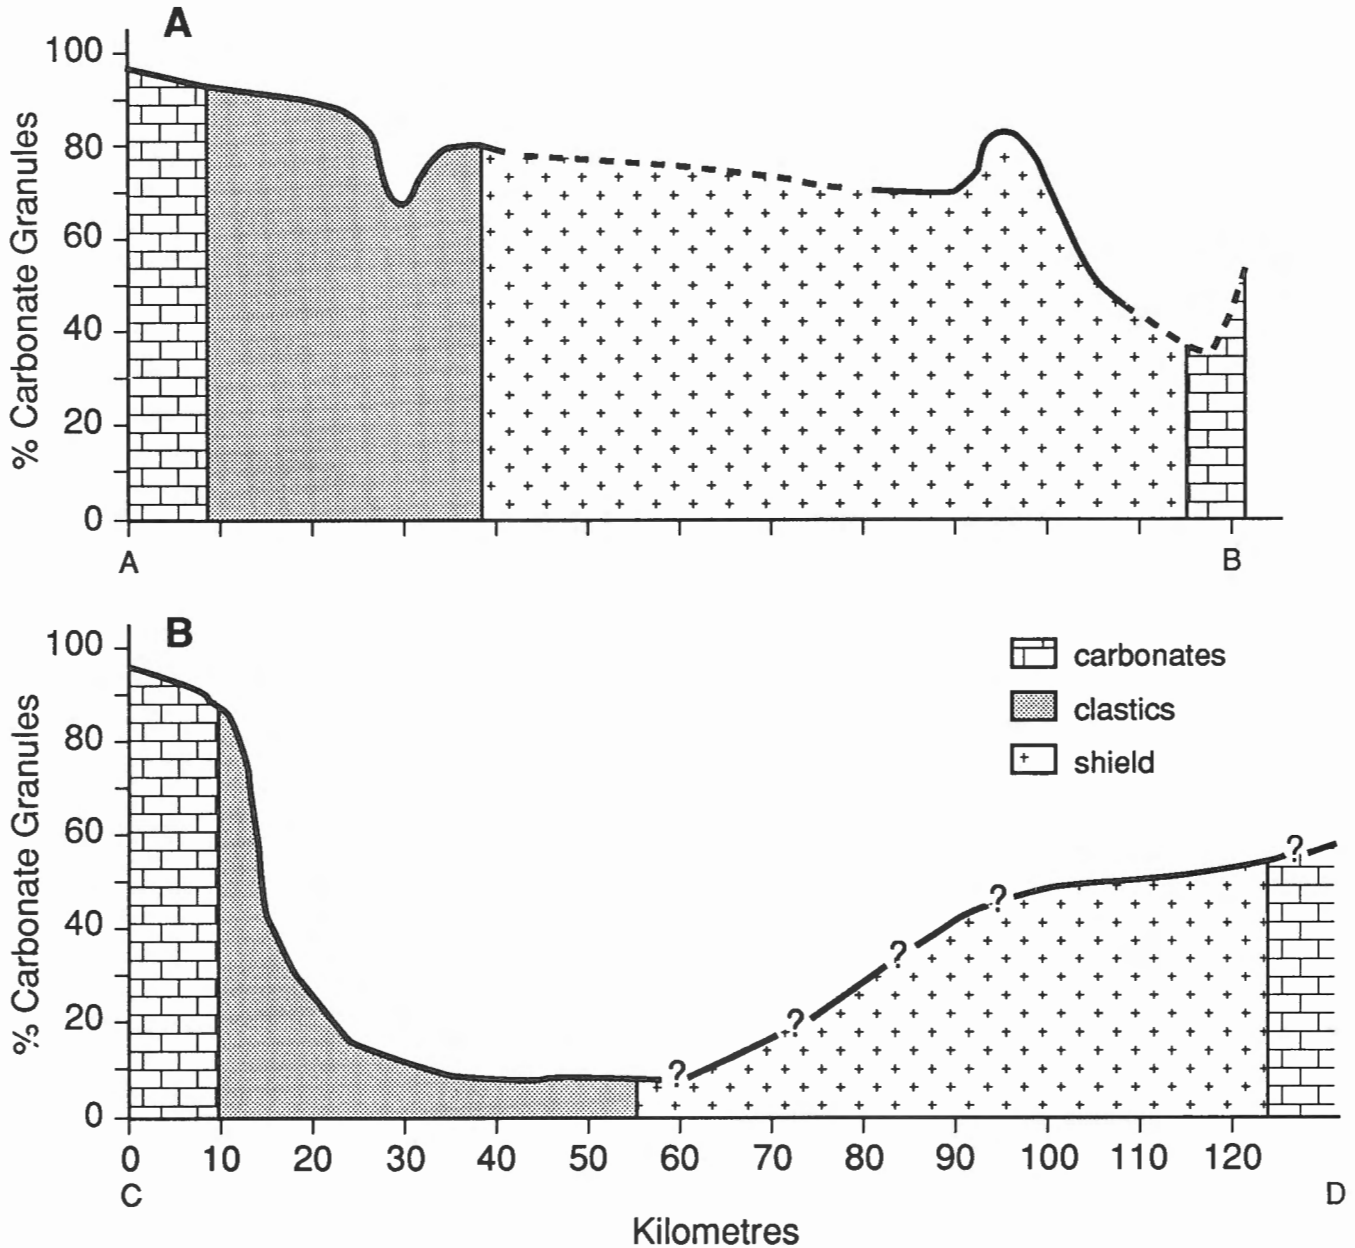 A
100
80
60
40
20
0
% Carbonate Granules
A B
B
100
80
60
40
20
0
% Carbonate Granules
carbonates
clastics
shield
? ? ? ? ? ?
0 10 20 30 40 50 60 70 80 90 100 110 120
C D
Kilometres